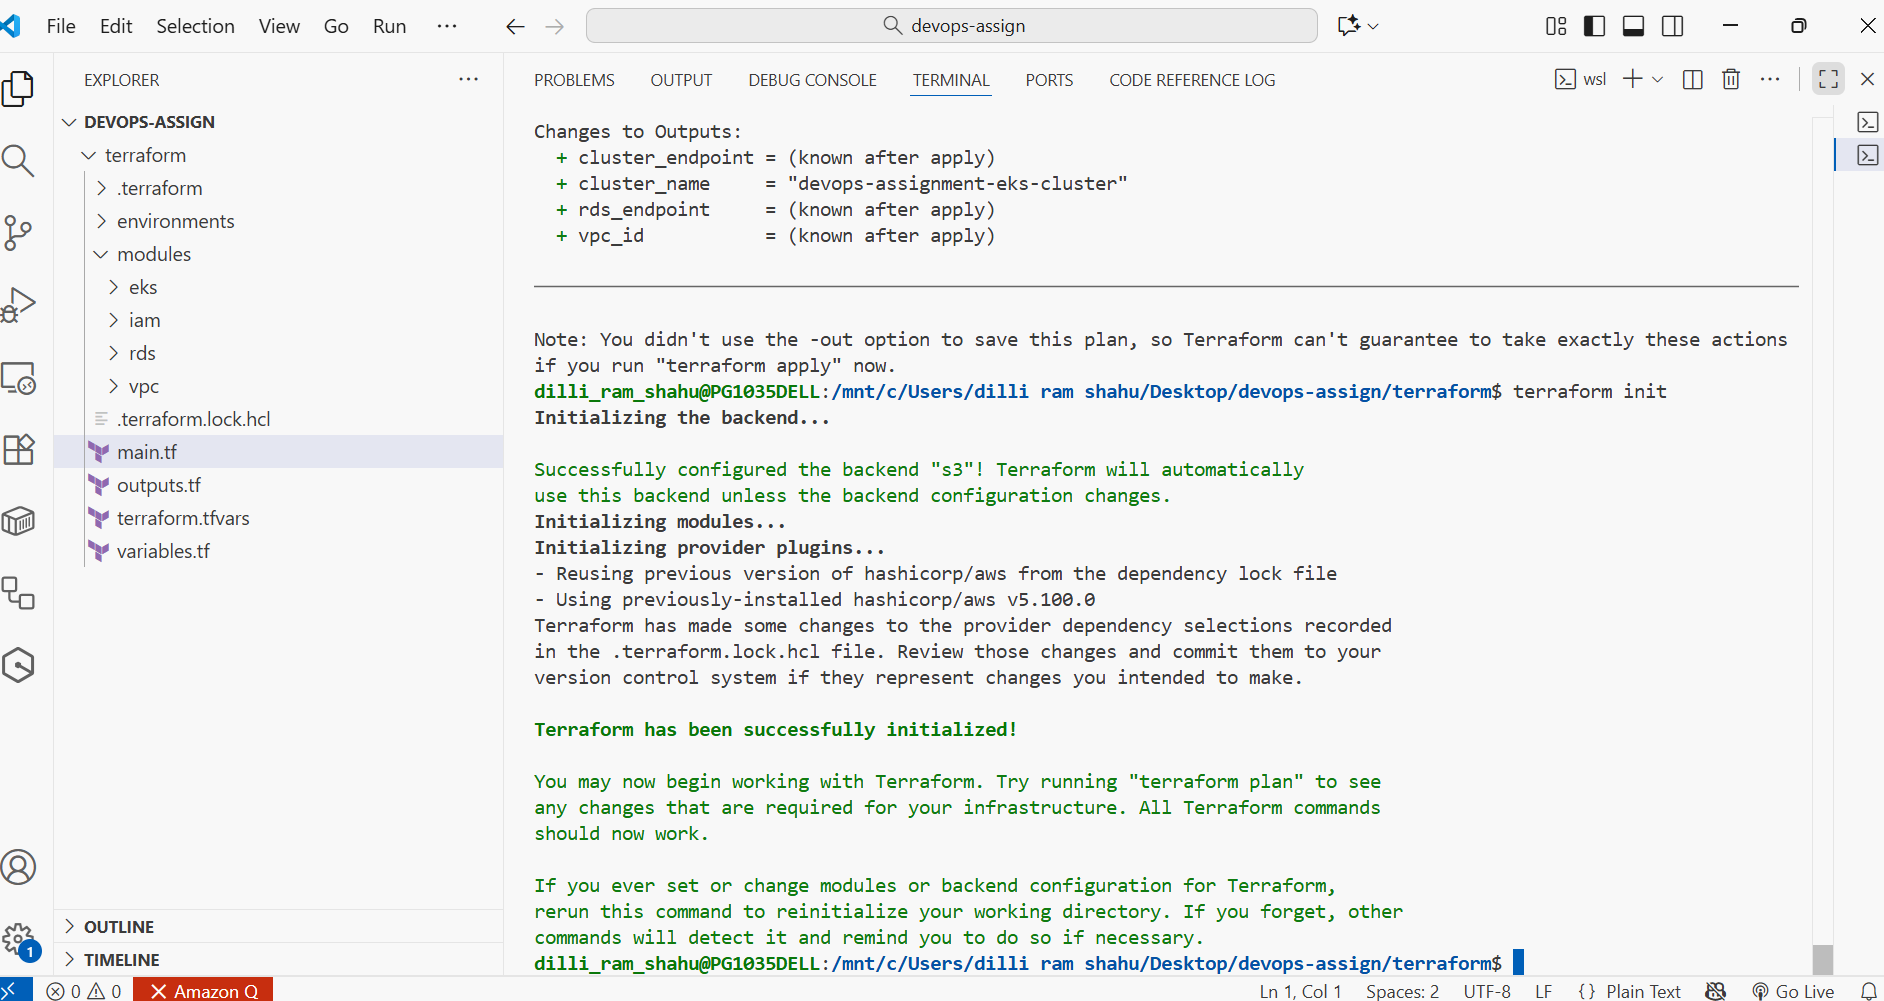 File Edit Selection View Go Run ··· devops-assign
EXPLORER ···
DEVOPS-ASSIGN
terraform
.terraform
environments
modules
eks
iam
rds
vpc
.terraform.lock.hcl
main.tf
outputs.tf
terraform.tfvars
variables.tf
OUTLINE
TIMELINE
PROBLEMS OUTPUT DEBUG CONSOLE TERMINAL PORTS CODE REFERENCE LOG wsl ···
Changes to Outputs:
+ cluster_endpoint = (known after apply)
+ cluster_name = "devops-assignment-eks-cluster"
+ rds_endpoint = (known after apply)
+ vpc_id = (known after apply)
Note: You didn't use the -out option to save this plan, so Terraform can't guarantee to take exactly these actions
if you run "terraform apply" now.
dilli_ram_shahu@PG1035DELL:/mnt/c/Users/dilli ram shahu/Desktop/devops-assign/terraform$ terraform init
Initializing the backend...
Successfully configured the backend "s3"! Terraform will automatically
use this backend unless the backend configuration changes.
Initializing modules...
Initializing provider plugins...
- Reusing previous version of hashicorp/aws from the dependency lock file
- Using previously-installed hashicorp/aws v5.100.0
Terraform has made some changes to the provider dependency selections recorded
in the .terraform.lock.hcl file. Review those changes and commit them to your
version control system if they represent changes you intended to make.
Terraform has been successfully initialized!
You may now begin working with Terraform. Try running "terraform plan" to see
any changes that are required for your infrastructure. All Terraform commands
should now work.
If you ever set or change modules or backend configuration for Terraform,
rerun this command to reinitialize your working directory. If you forget, other
commands will detect it and remind you to do so if necessary.
dilli_ram_shahu@PG1035DELL:/mnt/c/Users/dilli ram shahu/Desktop/devops-assign/terraform$
1
0 0 Amazon Q Ln 1, Col 1 Spaces: 2 UTF-8 LF {} Plain Text Go Live